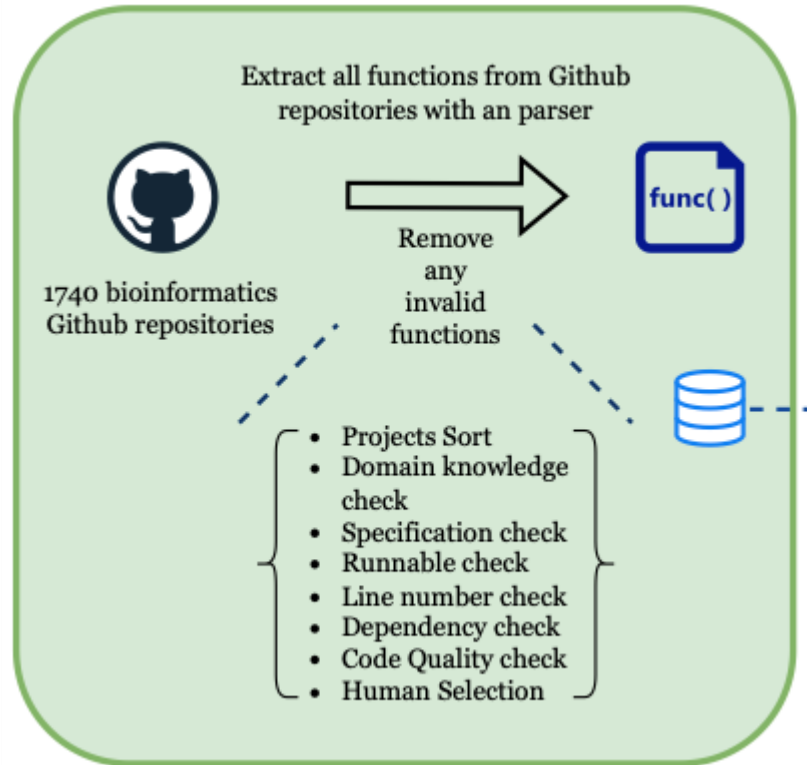 Extract all functions from Github
repositories with an parser
func( )
Remove
any
invalid
functions
1740 bioinformatics
Github repositories
• Projects Sort
• Domain knowledge
check
• Specification check
• Runnable check
• Line number check
• Dependency check
• Code Quality check
• Human Selection